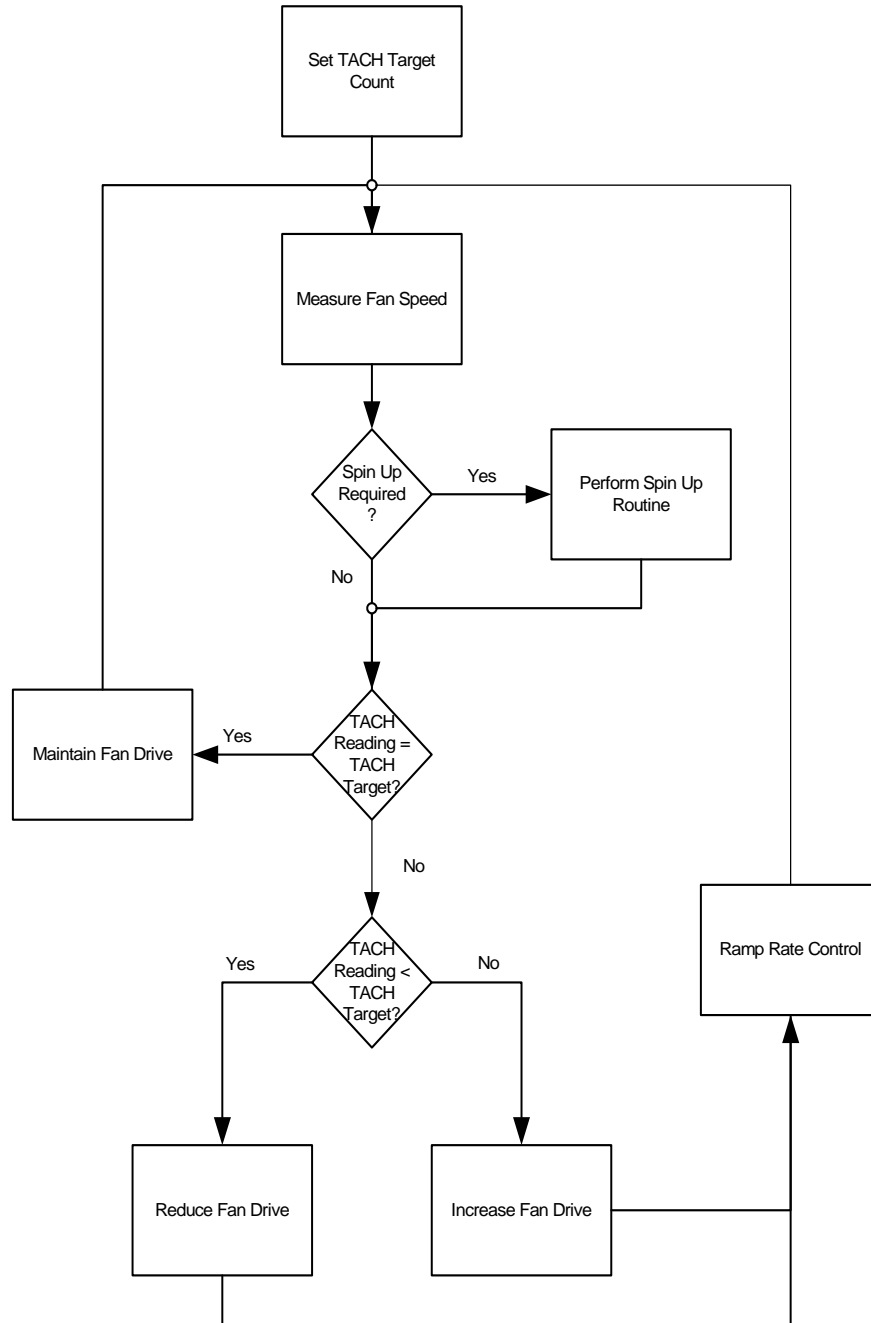 Set TACH Target
Count
Measure Fan Speed
Spin Up
Required
?
Yes
Perform Spin Up
Routine
No
TACH
Reading =
TACH
Target?
Yes
Maintain Fan Drive
No
TACH
Reading <
TACH
Target?
Yes
No
Ramp Rate Control
Reduce Fan Drive
Increase Fan Drive